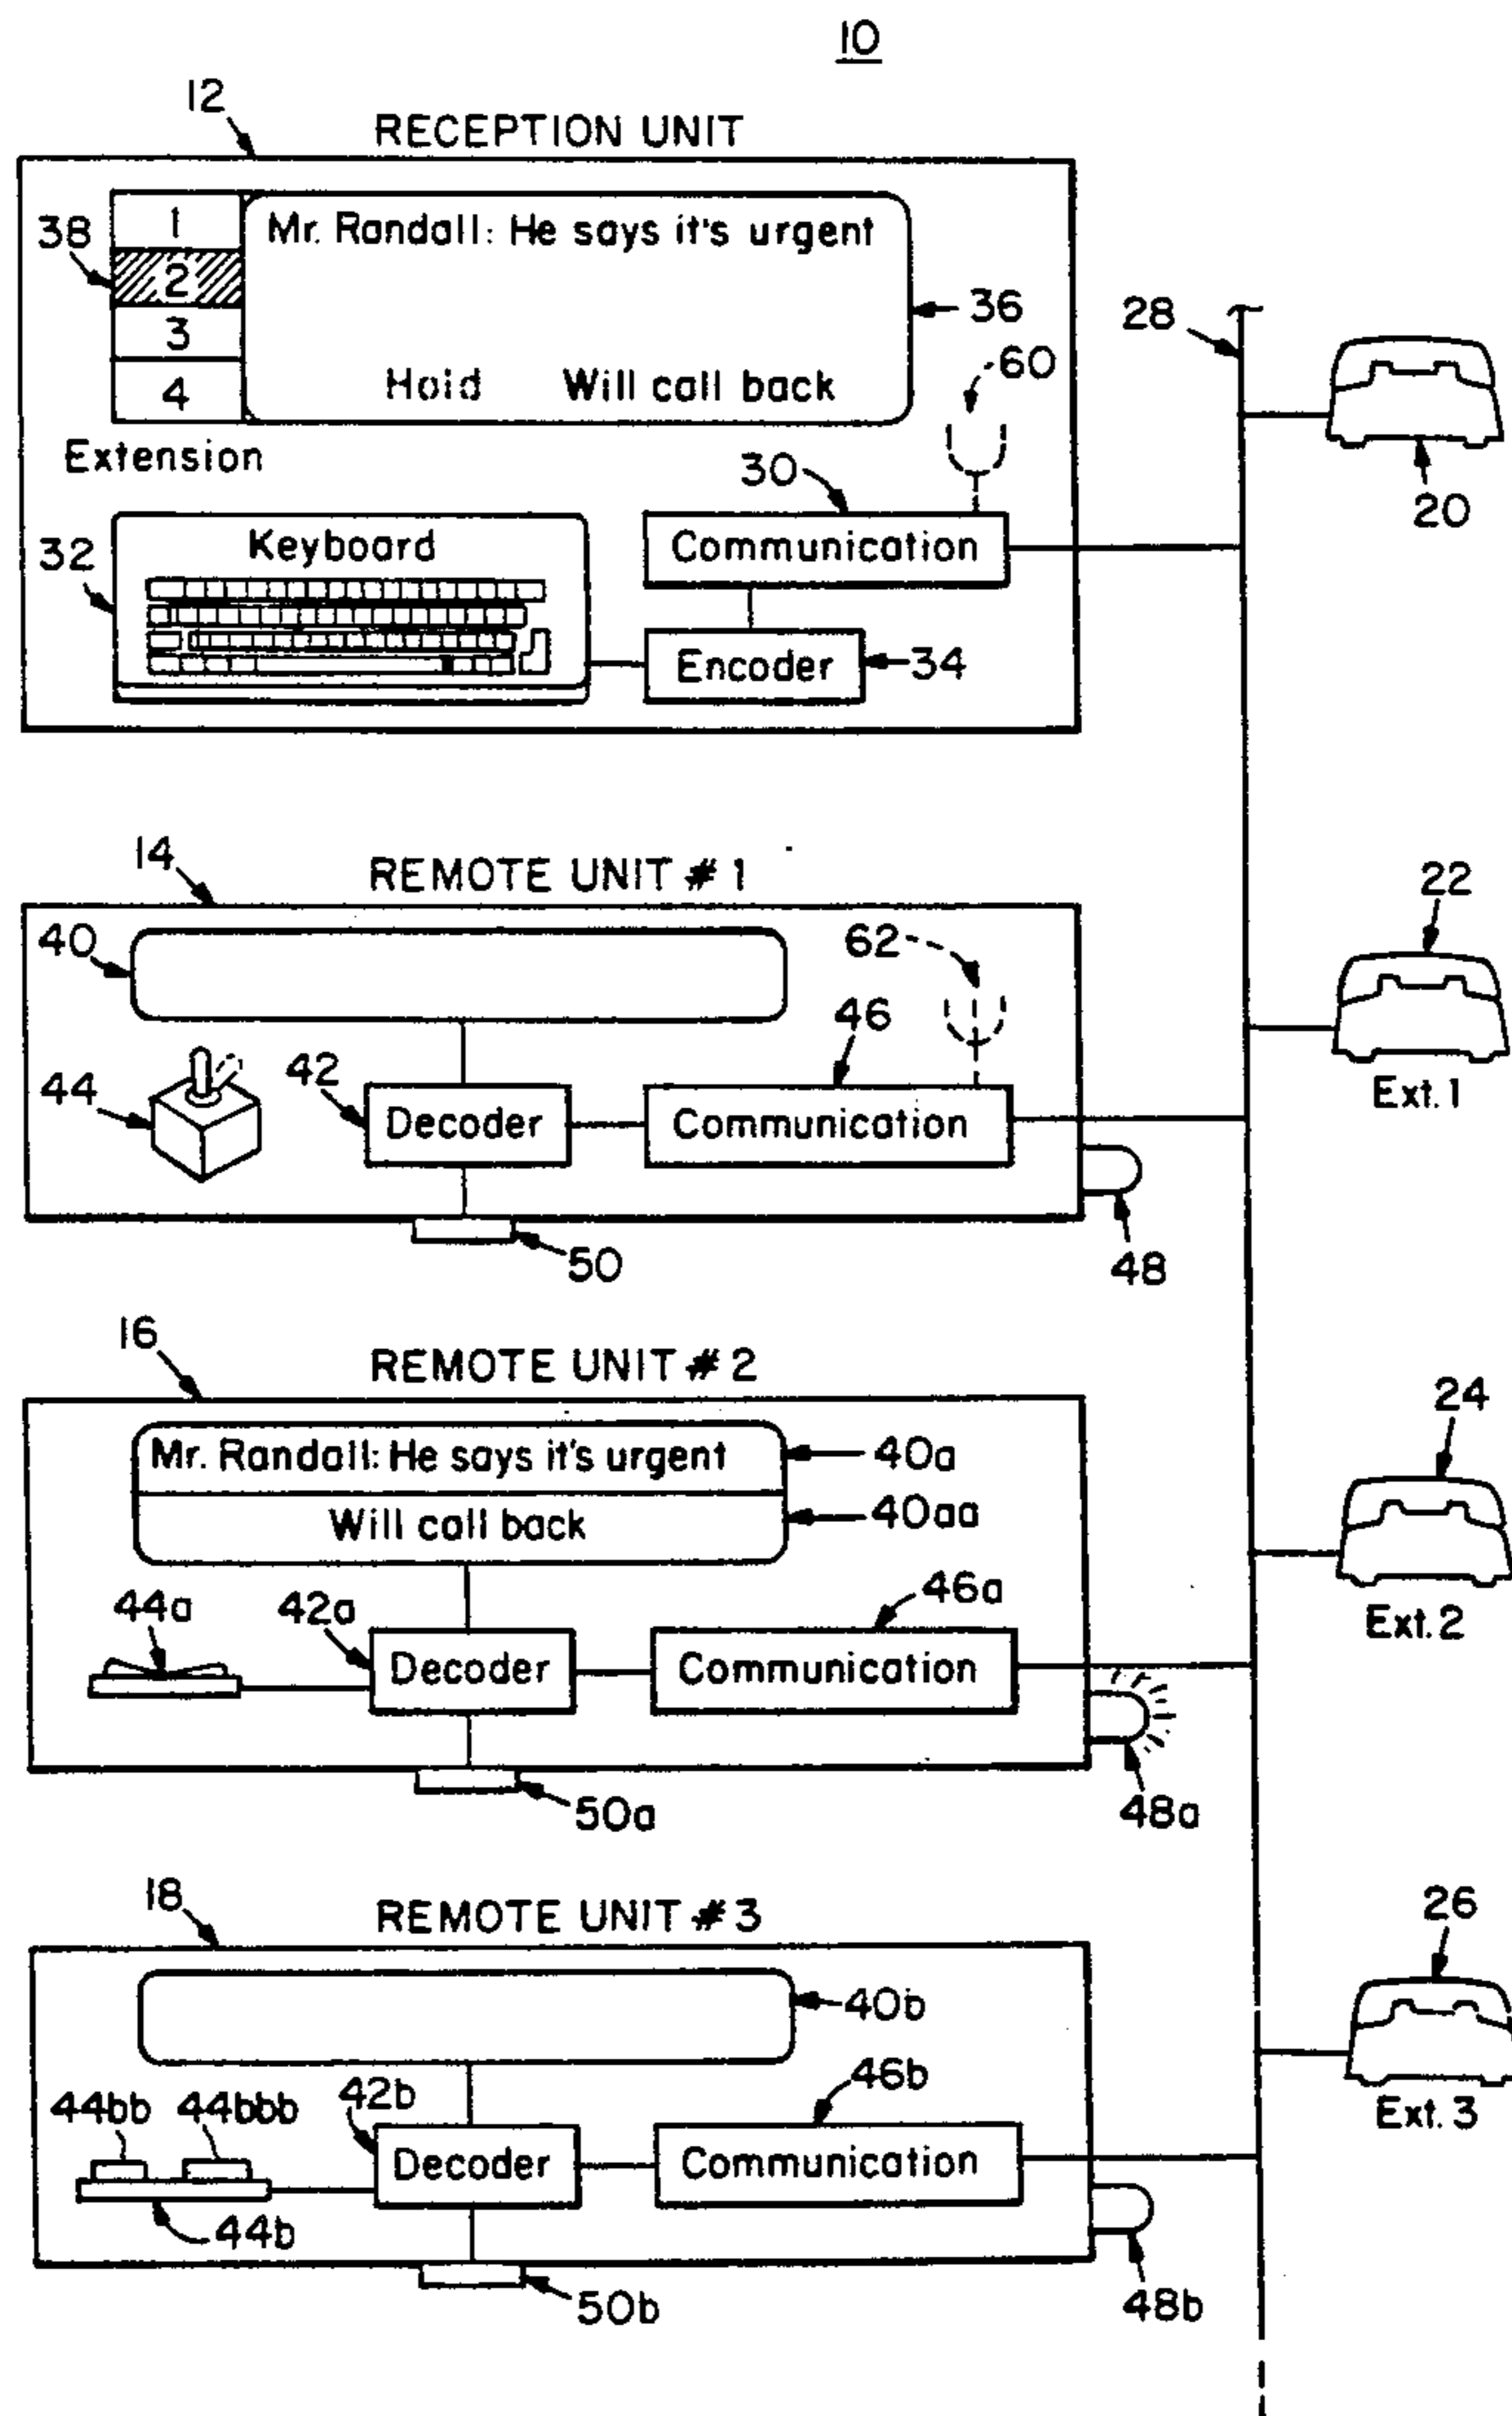 10
12
RECEPTION UNIT
38
1
2
3
4
Mr. Randall: He says it's urgent
Hold Will call back
36
60
28
20
Extension
30
32
Keyboard
Communication
Encoder
34
14
REMOTE UNIT # 1
22
40
62
46
44
42
Decoder
Communication
Ext. 1
50
48
16
REMOTE UNIT # 2
24
Mr. Randall: He says it's urgent
40a
Will call back
40aa
44a
42a
46a
Decoder
Communication
Ext. 2
50a
48a
18
REMOTE UNIT # 3
26
40b
44bb
44bbb
42b
46b
Decoder
Communication
Ext. 3
44b
50b
48b